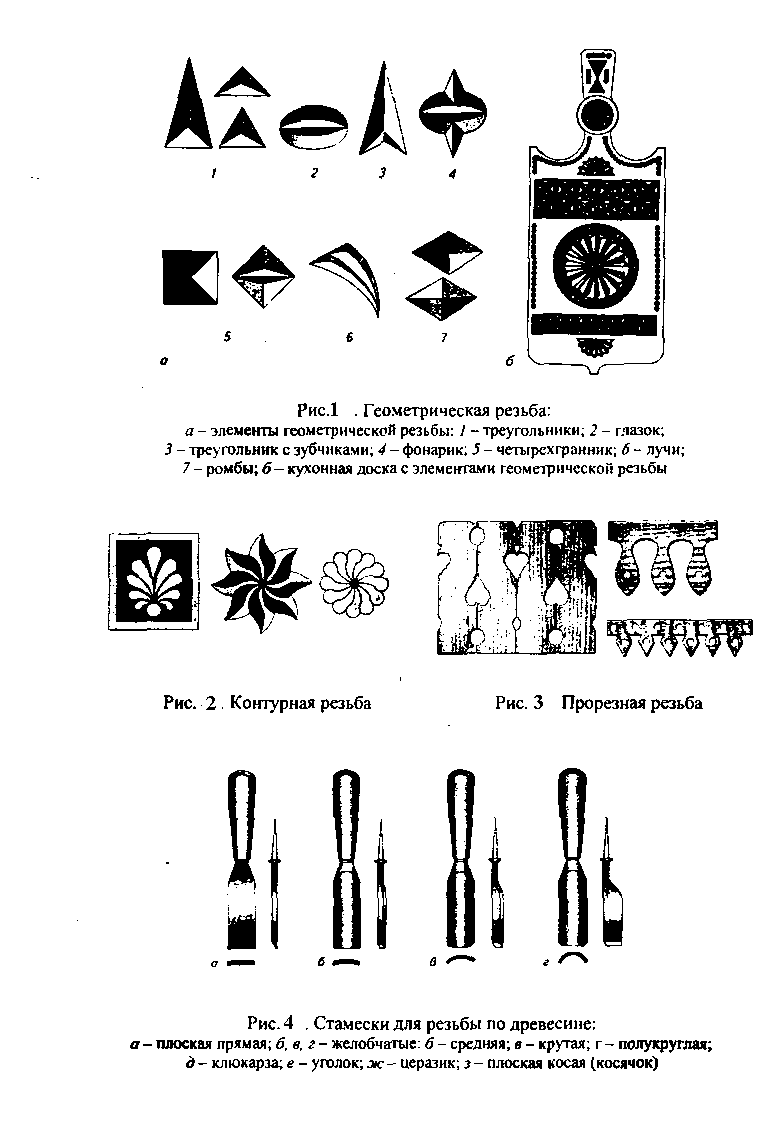 1 2 3 4
5 6 7
а б
Рис.1 . Геометрическая резьба:
а – элементы геометрической резьбы: 1 – треугольники; 2 – глазок;
3 – треугольник с зубчиками; 4 – фонарик; 5 – четырехгранник; 6 – лучи;
7 – ромбы; б – кухонная доска с элементами геометрической резьбы
Рис. 2 . Контурная резьба
Рис. 3 Прорезная резьба
а б в г
Рис. 4 . Стамески для резьбы по древесине:
а – плоская прямая; б, в, г – желобчатые: б – средняя; в – крутая; г – полукруглая;
д – клюкарза; е – уголок; ж – церазик; з – плоская косая (косячок)